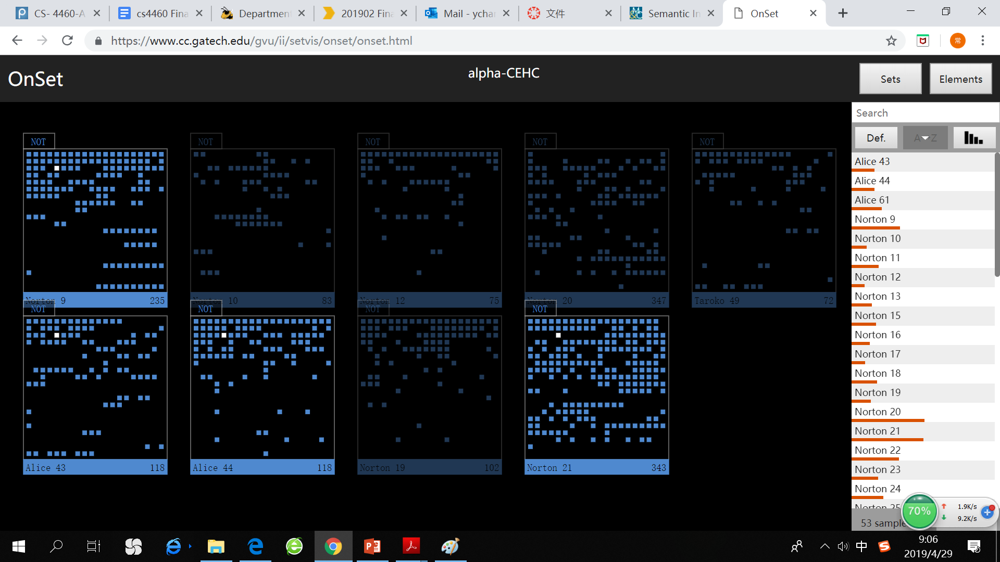 CS- 4460-A
cs4460 Fina
Department
201902 Fina
Mail - ychan
文件
Semantic In
OnSet
https://www.cc.gatech.edu/gvu/ii/setvis/onset/onset.html
常
OnSet
alpha-CEHC
Sets
Elements
Search
Def.
A Z
NOT
NOT
NOT
NOT
NOT
Norton 9 235
Norton 10 83
Norton 12 75
Norton 20 347
Taroko 49 72
NOT
NOT
NOT
NOT
Alice 43 118
Alice 44 118
Norton 19 102
Norton 21 343
Alice 43
Alice 44
Alice 61
Norton 9
Norton 10
Norton 11
Norton 12
Norton 13
Norton 15
Norton 16
Norton 17
Norton 18
Norton 19
Norton 20
Norton 21
Norton 22
Norton 23
Norton 24
Norton 25
53 sample
70%
1.9K/s
9.2K/s
中
9:06
2019/4/29